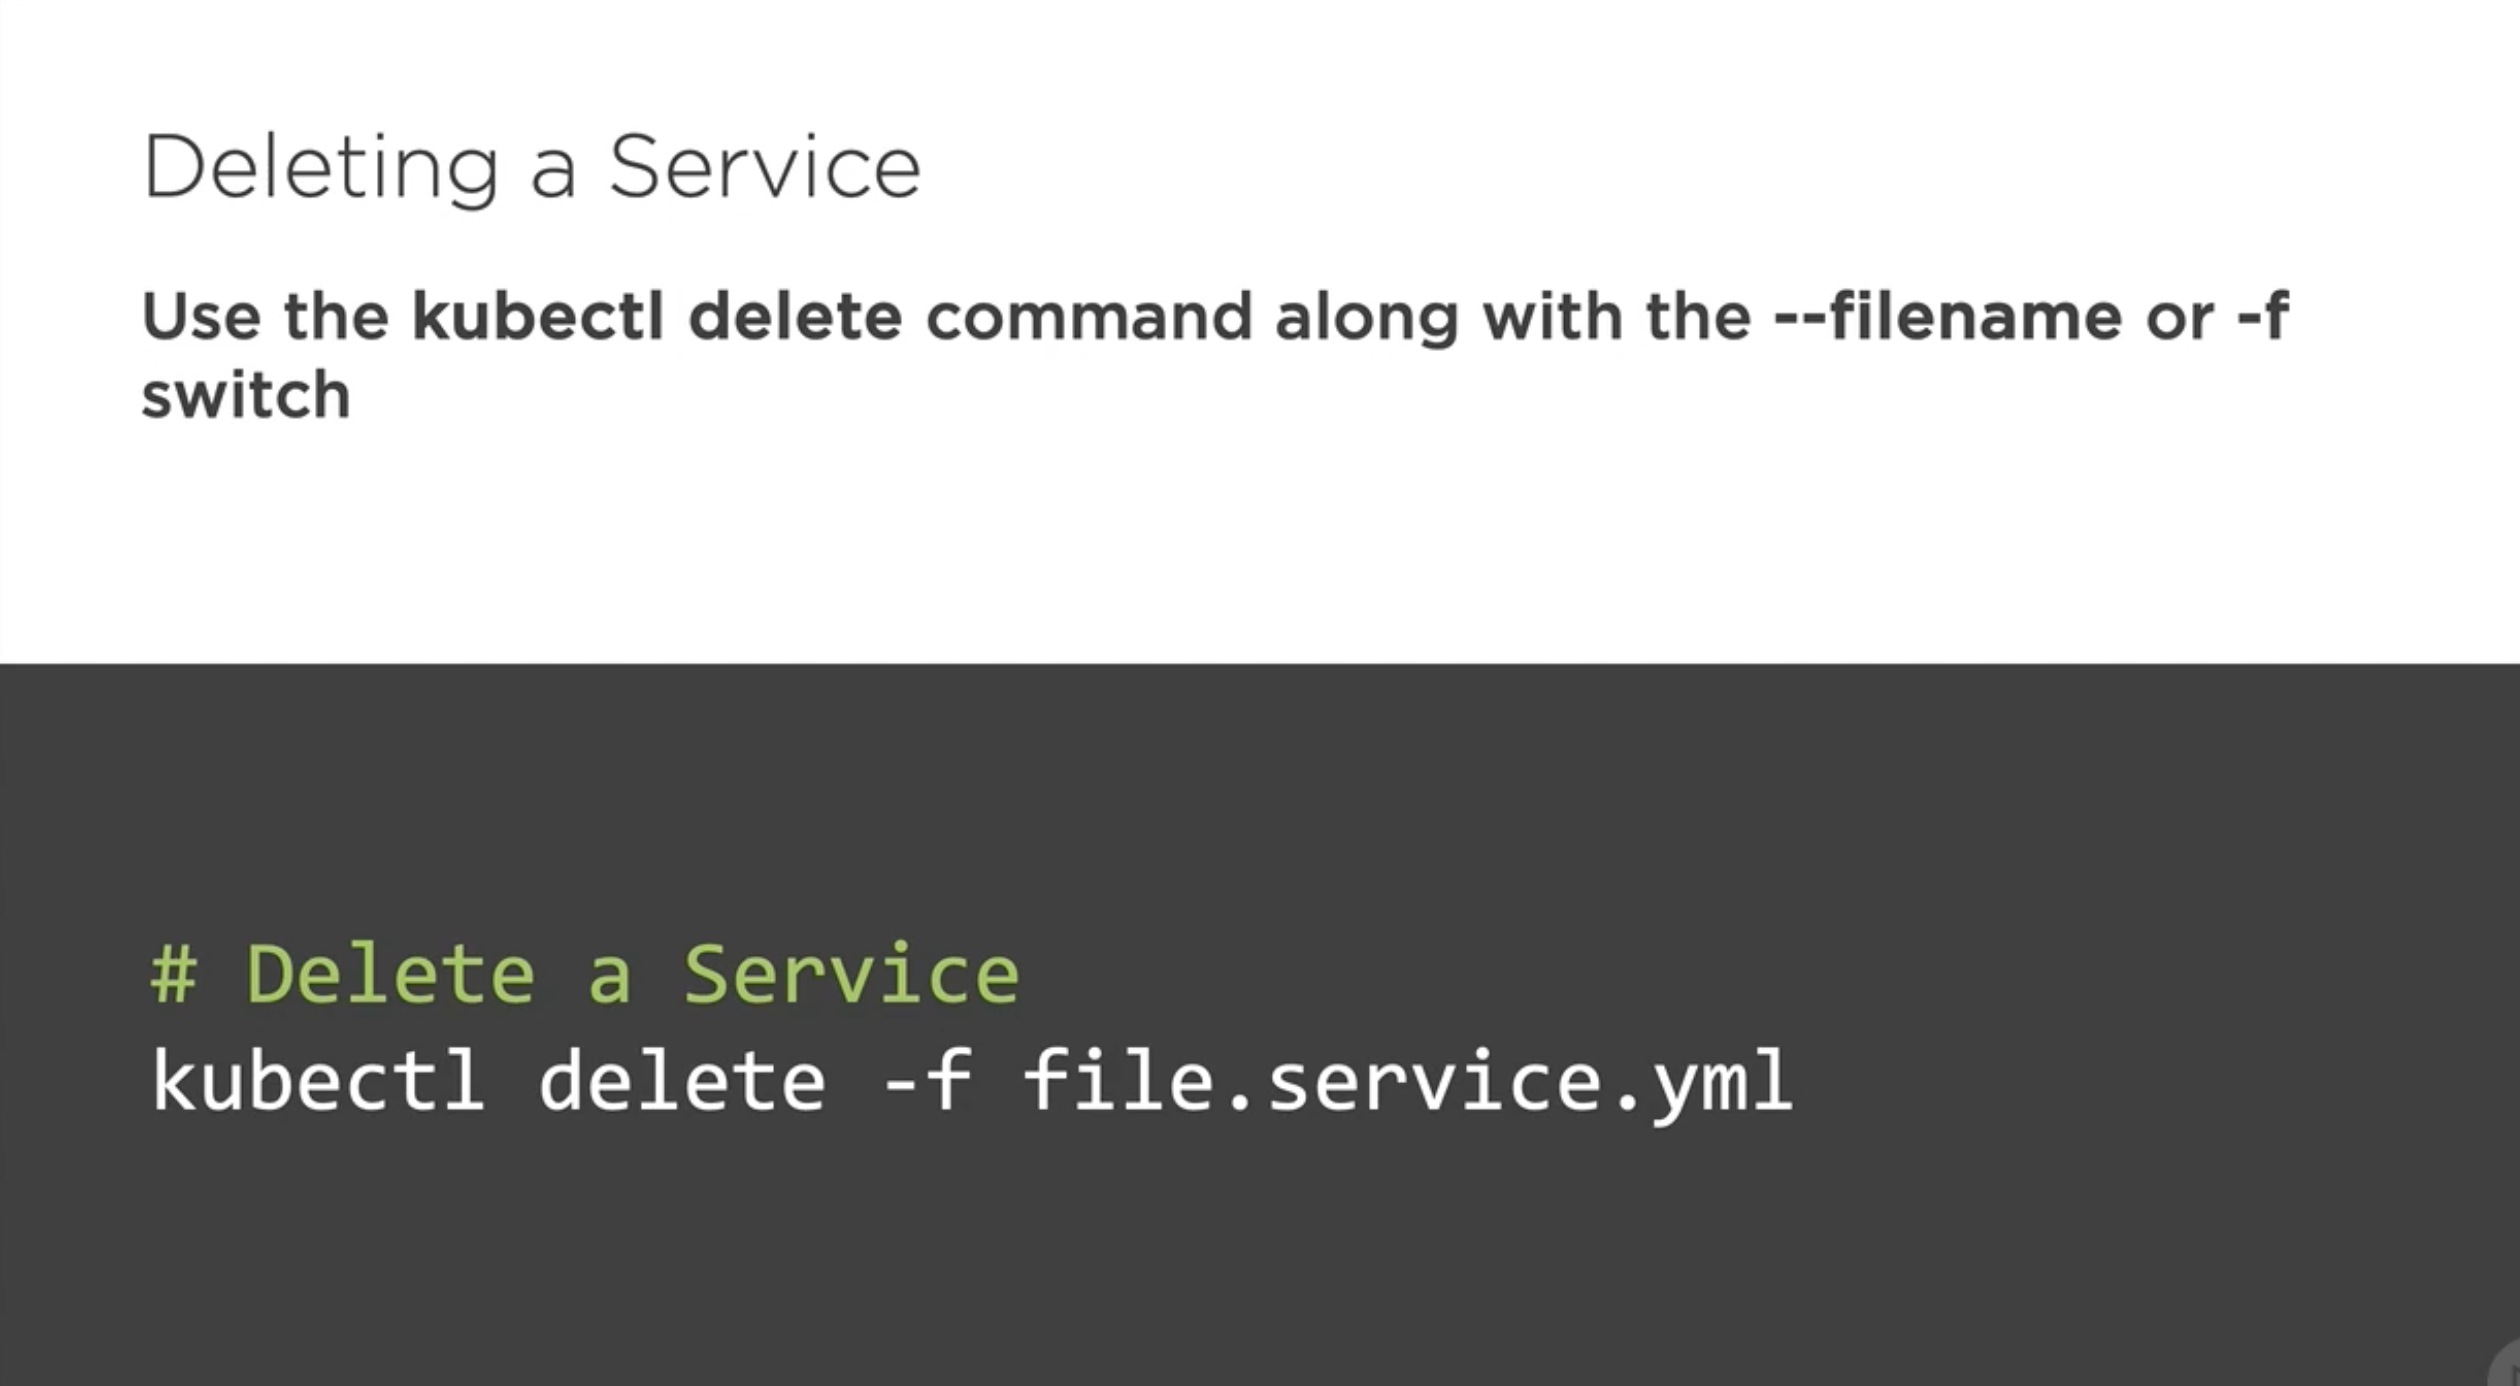 Deleting a Service
Use the kubectl delete command along with the --filename or -f
switch
# Delete a Service
kubectl delete -f file.service.yml